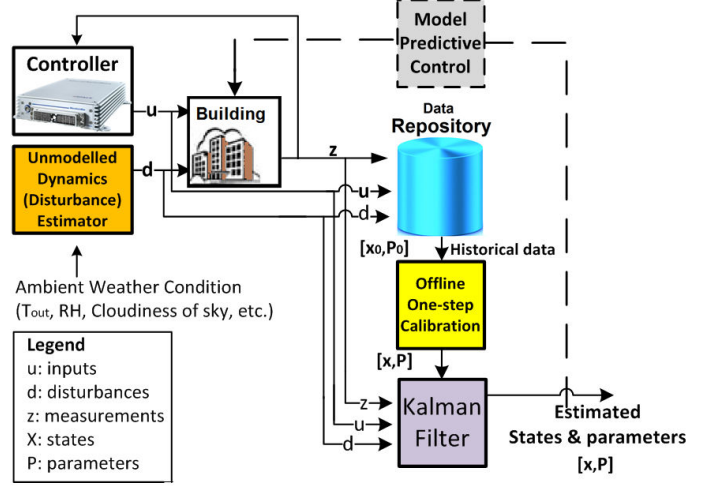 Model
Predictive
Control
Controller
u
Building
Data
Repository
z
Unmodelled
Dynamics
(Disturbance)
Estimator
d
u
d
[x0,P0]
Historical data
Ambient Weather Condition
(Tout, RH, Cloudiness of sky, etc.)
Offline
One-step
Calibration
[x,P]
Legend
u: inputs
d: disturbances
z: measurements
X: states
P: parameters
z
u
d
Kalman
Filter
Estimated
States & parameters
[x,P]